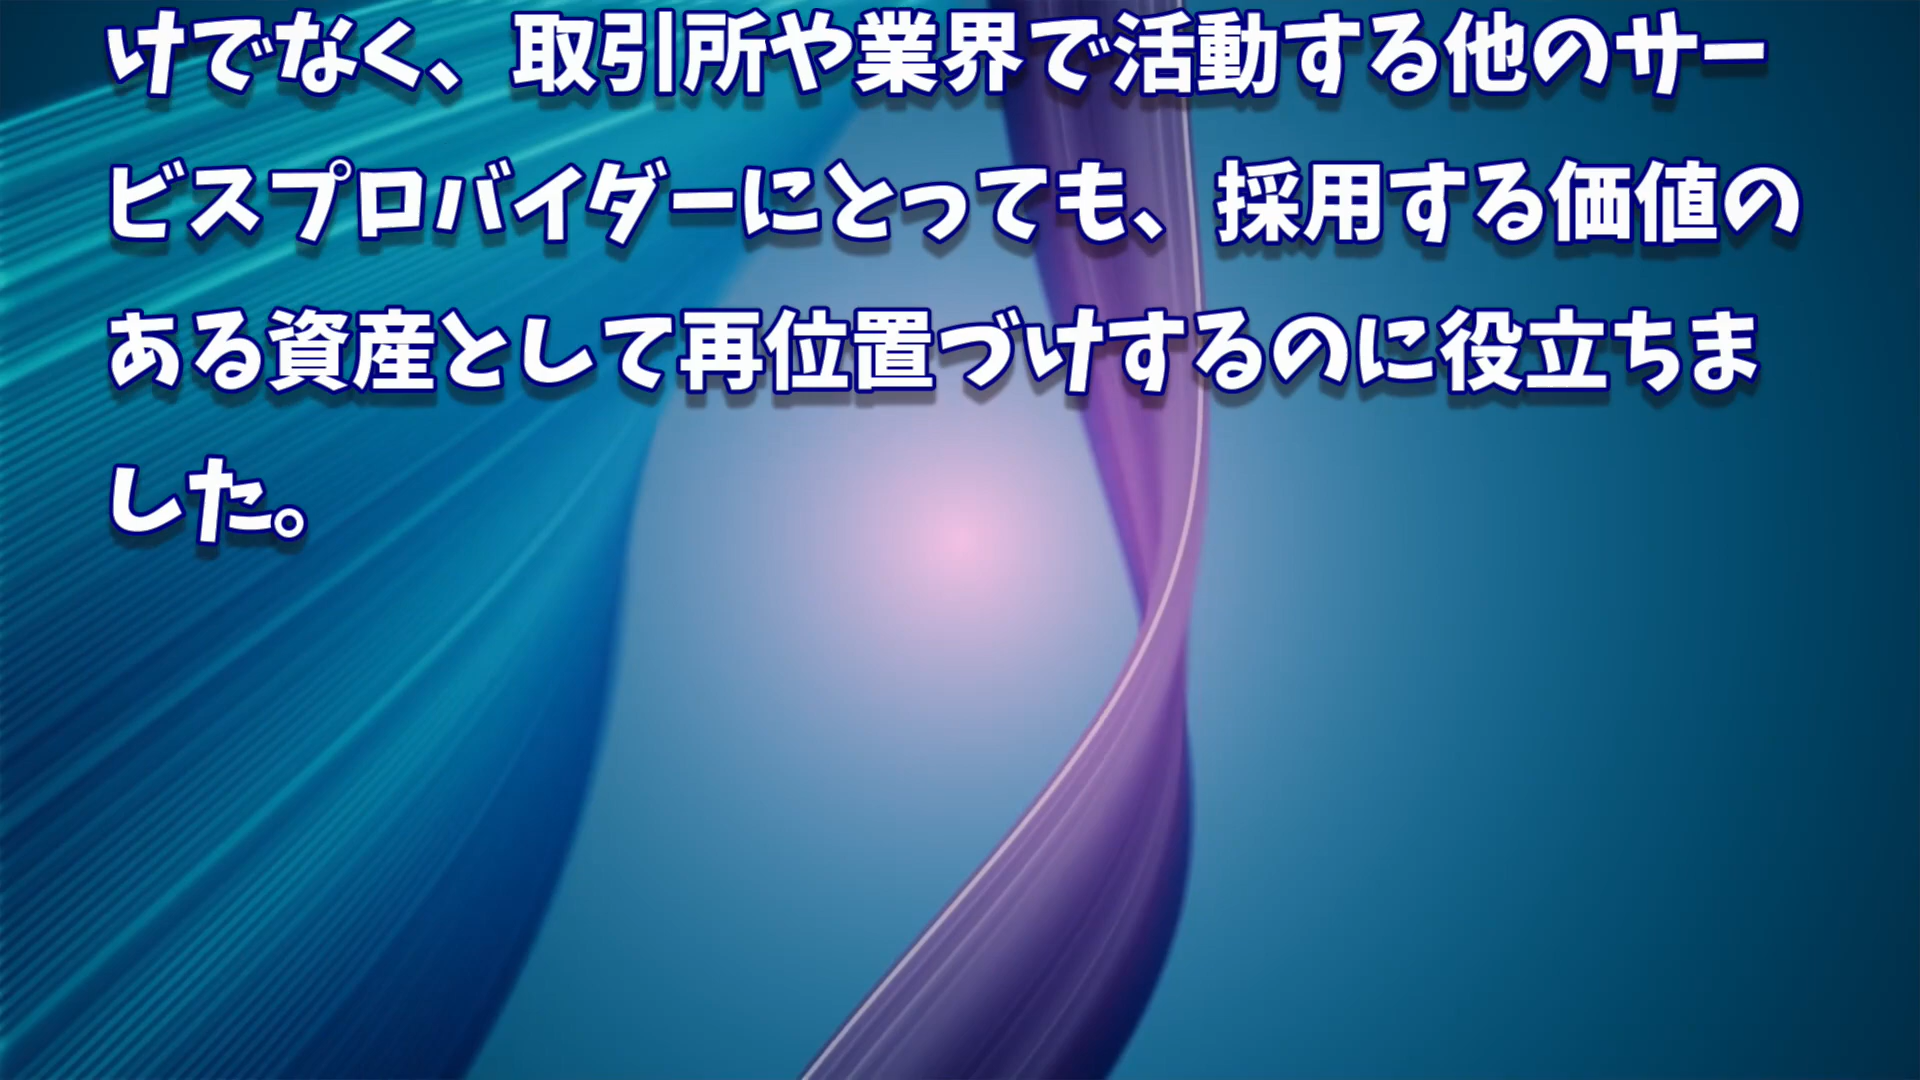 けでなく、取引所や業界で活動する他のサー
ビスプロバイダーにとっても、採用する価値の
ある資産として再位置づけするのに役立ちま
した。